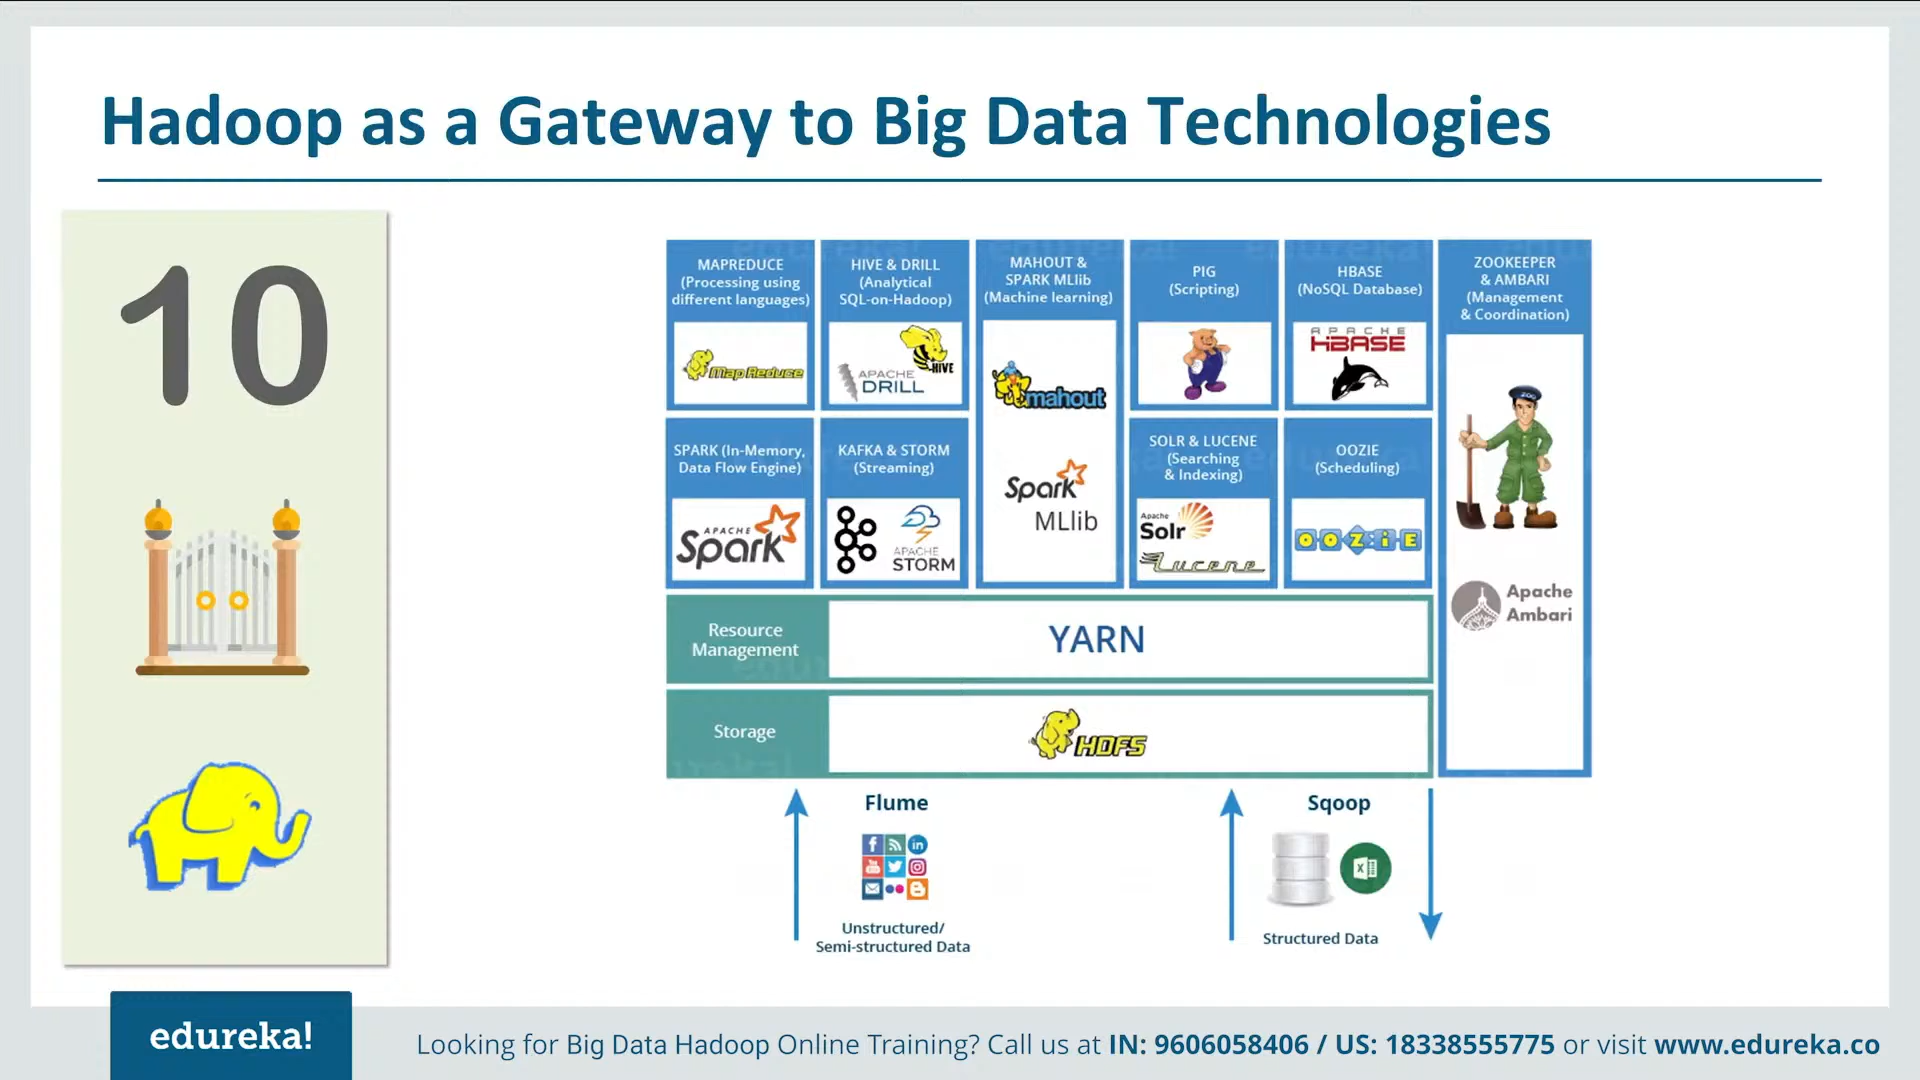 Hadoop as a Gateway to Big Data Technologies
10
MAPREDUCE
(Processing using
different languages)
Map Reduce
HIVE & DRILL
(Analytical
SQL-on-Hadoop)
HIVE
APACHE
DRILL
MAHOUT &
SPARK MLlib
(Machine learning)
mahout
Spark
MLlib
PIG
(Scripting)
HBASE
(NoSQL Database)
APACHE
HBASE
ZOOKEEPER
& AMBARI
(Management
& Coordination)
Apache
Ambari
SPARK (In-Memory,
Data Flow Engine)
APACHE
Spark
KAFKA & STORM
(Streaming)
APACHE
STORM
SOLR & LUCENE
(Searching
& Indexing)
Apache
Solr
Lucene
OOZIE
(Scheduling)
OOZIE
Resource
Management
YARN
Storage
HDFS
Flume
Unstructured/
Semi-structured Data
Sqoop
Structured Data
edureka!
Looking for Big Data Hadoop Online Training? Call us at IN: 9606058406 / US: 18338555775 or visit www.edureka.co